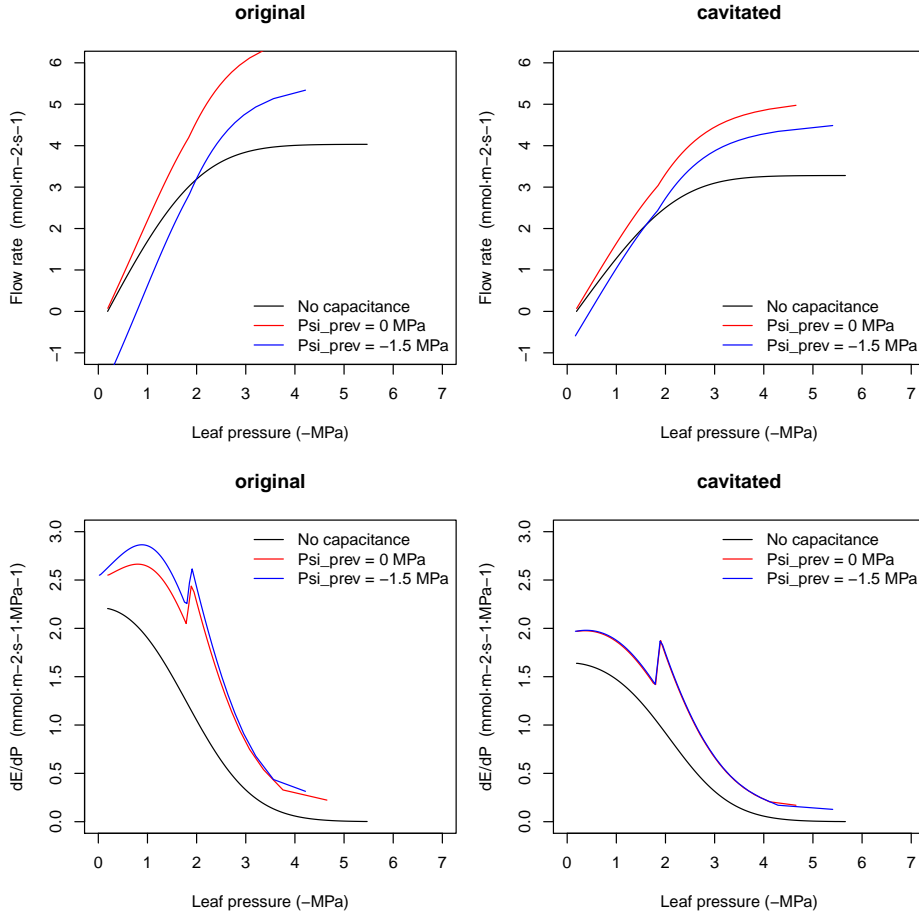 original
Flow rate (mmol·m−2·s−1)
6
5
4
3
2
1
0
−1
No capacitance
Psi_prev = 0 MPa
Psi_prev = −1.5 MPa
0 1 2 3 4 5 6 7
Leaf pressure (−MPa)
cavitated
Flow rate (mmol·m−2·s−1)
6
5
4
3
2
1
0
−1
No capacitance
Psi_prev = 0 MPa
Psi_prev = −1.5 MPa
0 1 2 3 4 5 6 7
Leaf pressure (−MPa)
original
dE/dP (mmol·m−2·s−1·MPa−1)
3.0
2.5
2.0
1.5
1.0
0.5
0.0
No capacitance
Psi_prev = 0 MPa
Psi_prev = −1.5 MPa
0 1 2 3 4 5 6 7
Leaf pressure (−MPa)
cavitated
dE/dP (mmol·m−2·s−1·MPa−1)
3.0
2.5
2.0
1.5
1.0
0.5
0.0
No capacitance
Psi_prev = 0 MPa
Psi_prev = −1.5 MPa
0 1 2 3 4 5 6 7
Leaf pressure (−MPa)